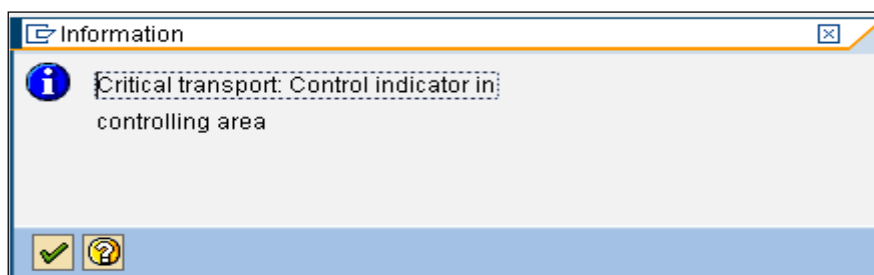 Information
Critical transport: Control indicator in
controlling area